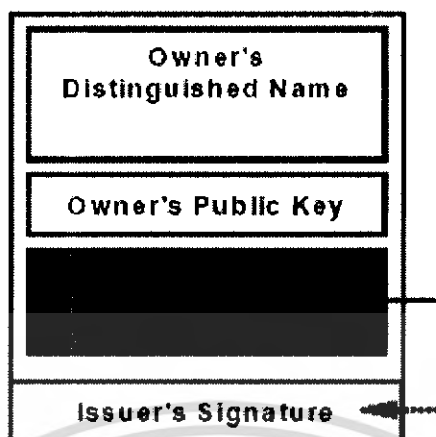 Owner's
Distinguished Name
Owner's Public Key
Issuer's Signature